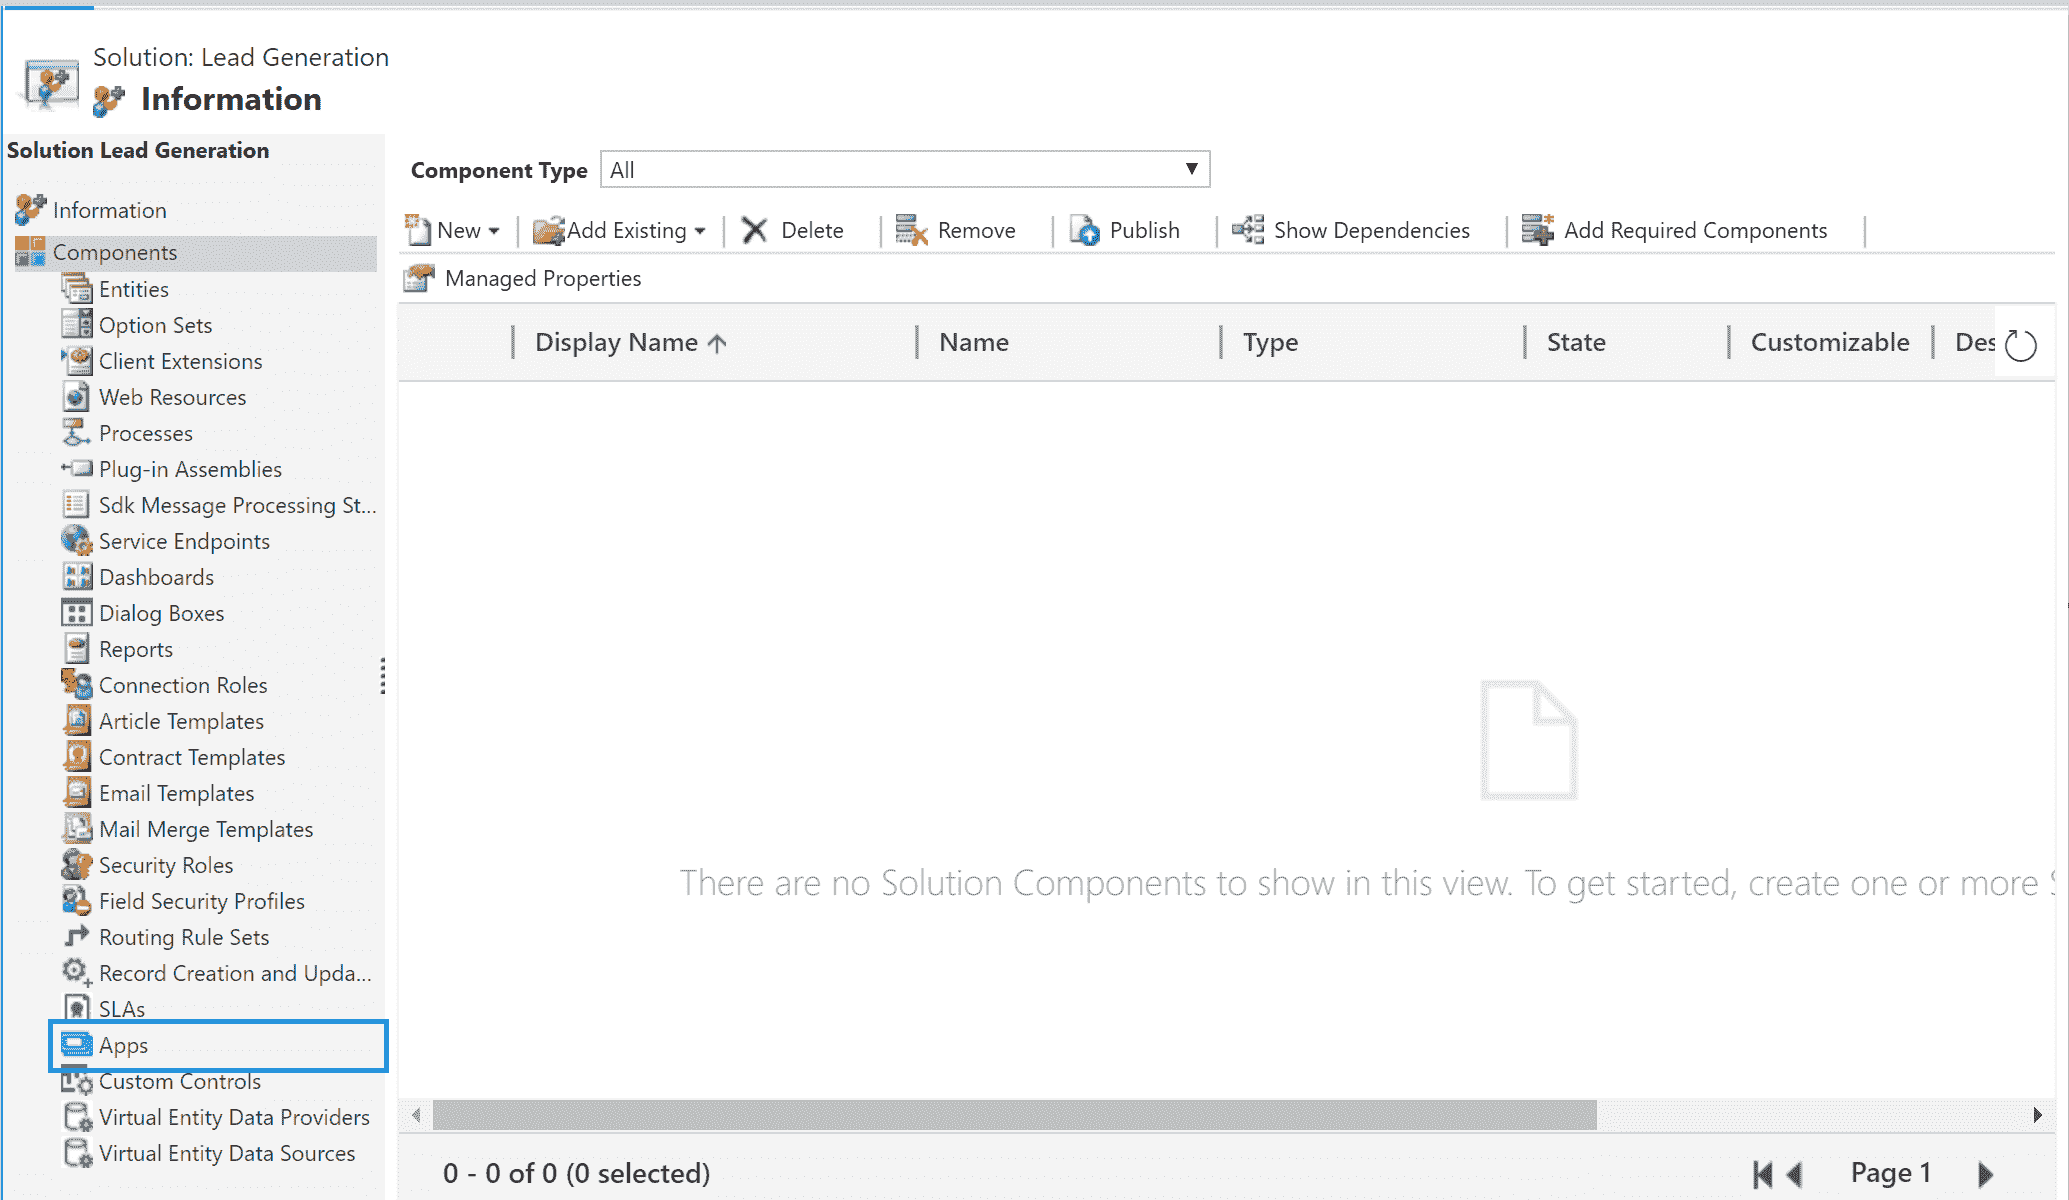 Solution: Lead Generation
Information
Solution Lead Generation
Information
Components
Entities
Option Sets
Client Extensions
Web Resources
Processes
Plug-in Assemblies
Sdk Message Processing St...
Service Endpoints
Dashboards
Dialog Boxes
Reports
Connection Roles
Article Templates
Contract Templates
Email Templates
Mail Merge Templates
Security Roles
Field Security Profiles
Routing Rule Sets
Record Creation and Upda...
SLAs
Apps
Custom Controls
Virtual Entity Data Providers
Virtual Entity Data Sources
Component Type All
New Add Existing Delete Remove Publish Show Dependencies Add Required Components
Managed Properties
Display Name Name Type State Customizable Des
There are no Solution Components to show in this view. To get started, create one or more
0 - 0 of 0 (0 selected) Page 1